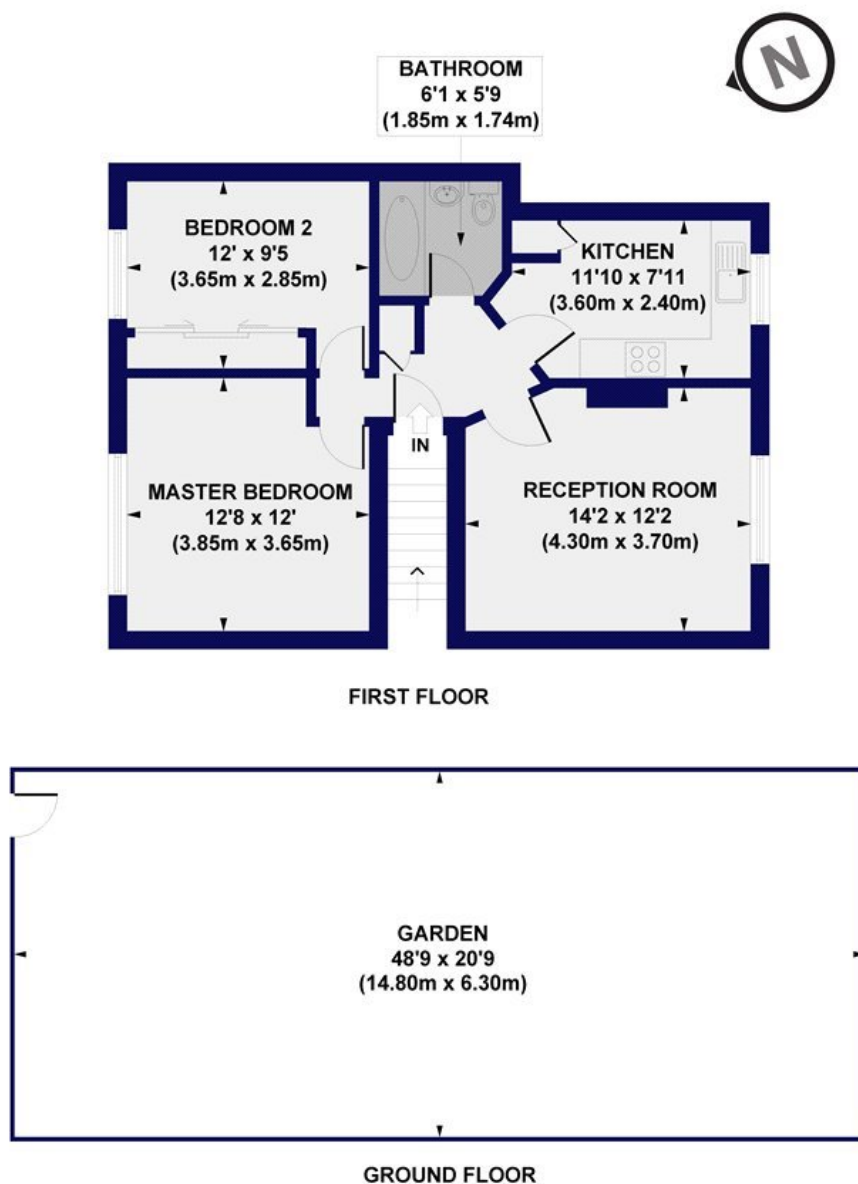 N
BATHROOM
6'1 x 5'9
(1.85m x 1.74m)
BEDROOM 2
12' x 9'5
(3.65m x 2.85m)
KITCHEN
11'10 x 7'11
(3.60m x 2.40m)
IN
MASTER BEDROOM
12'8 x 12'
(3.85m x 3.65m)
RECEPTION ROOM
14'2 x 12'2
(4.30m x 3.70m)
FIRST FLOOR
GARDEN
48'9 x 20'9
(14.80m x 6.30m)
GROUND FLOOR